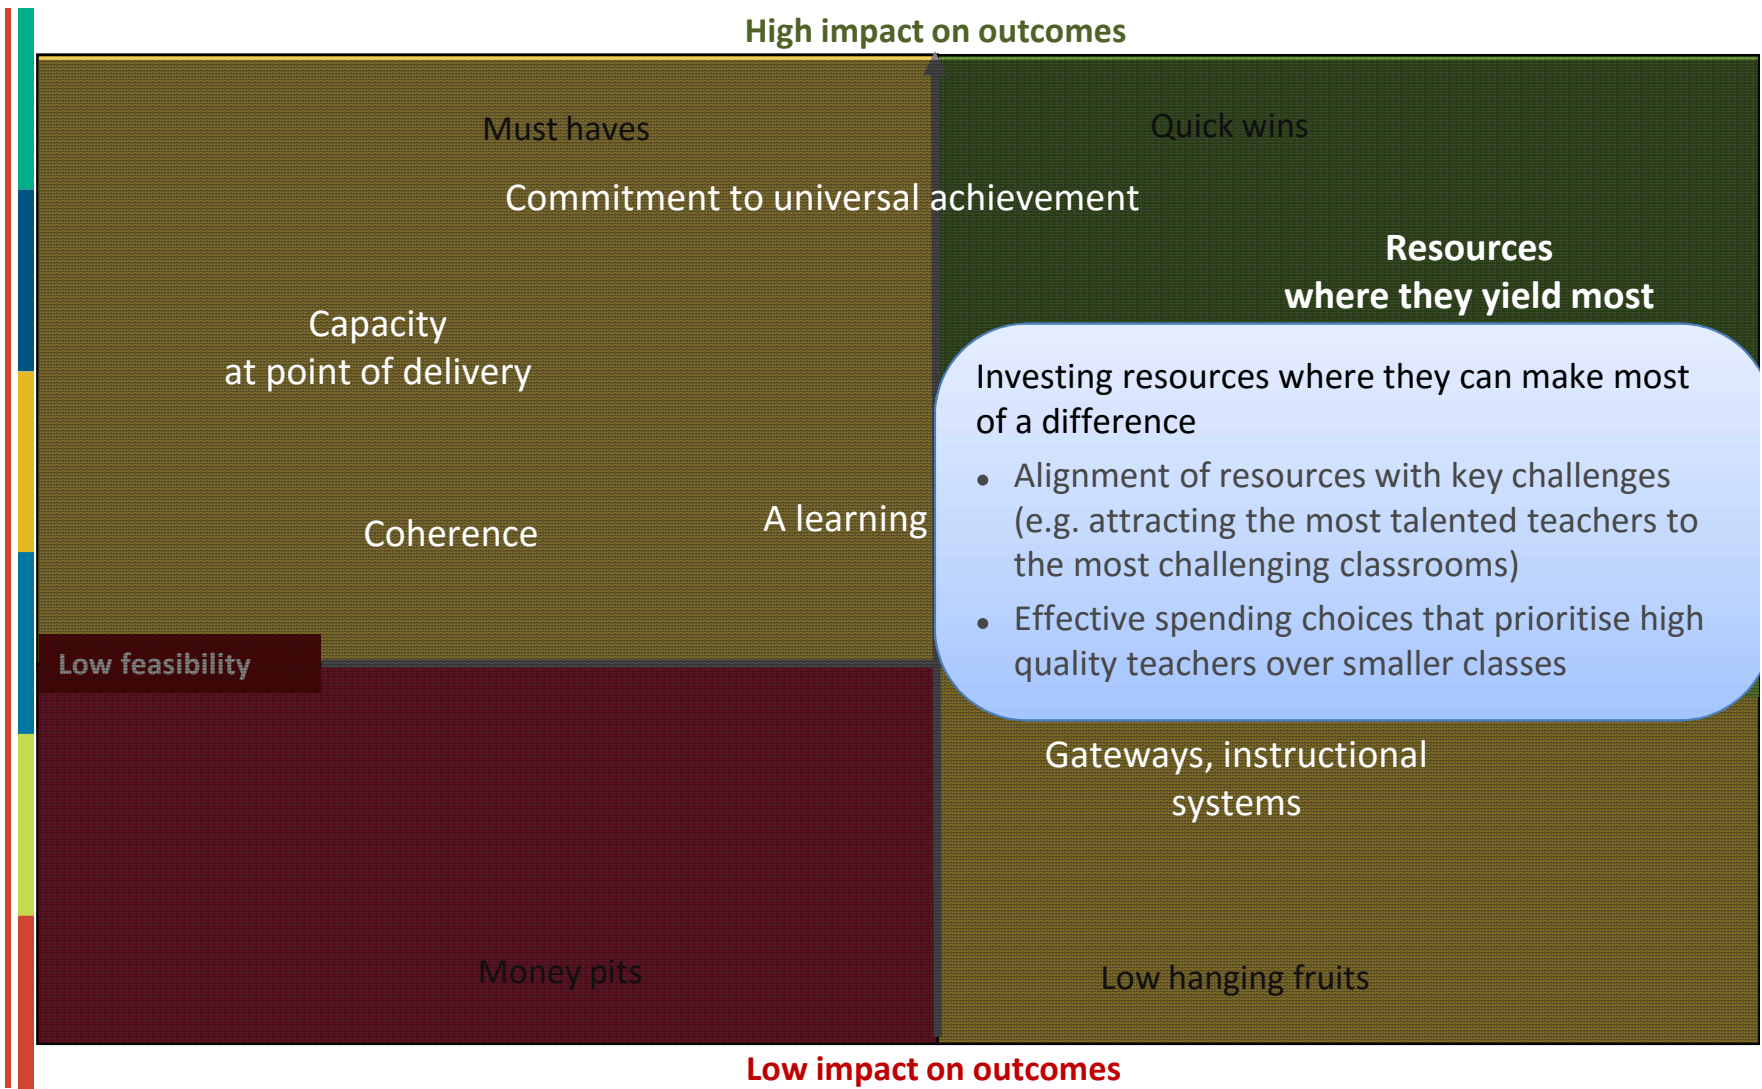 High impact on outcomes
Must haves
Quick wins
Commitment to universal achievement
Resources
where they yield most
Capacity
at point of delivery
Investing resources where they can make most
of a difference
• Alignment of resources with key challenges
(e.g. attracting the most talented teachers to
the most challenging classrooms)
• Effective spending choices that prioritise high
quality teachers over smaller classes
A learning
Coherence
Low feasibility
Gateways, instructional
systems
Money pits
Low hanging fruits
Low impact on outcomes